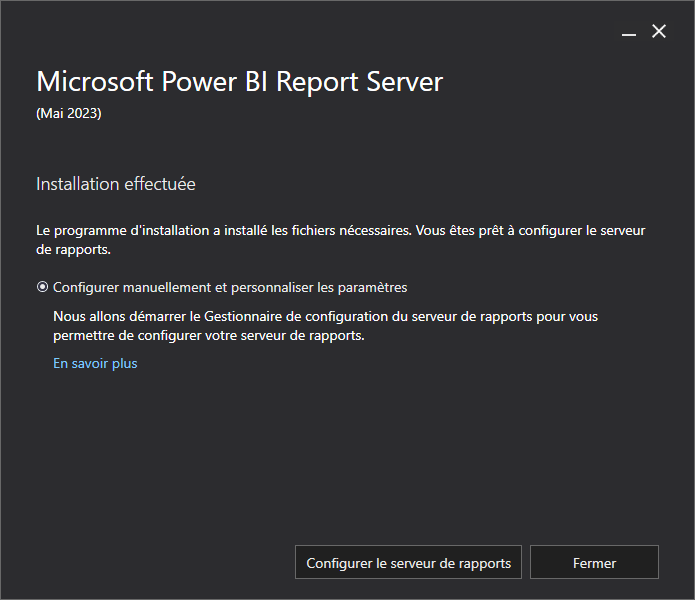 Microsoft Power BI Report Server
(Mai 2023)
Installation effectuée
Le programme d'installation a installé les fichiers nécessaires. Vous êtes prêt à configurer le serveur
de rapports.
Configurer manuellement et personnaliser les paramètres
Nous allons démarrer le Gestionnaire de configuration du serveur de rapports pour vous
permettre de configurer votre serveur de rapports.
En savoir plus
Configurer le serveur de rapports
Fermer